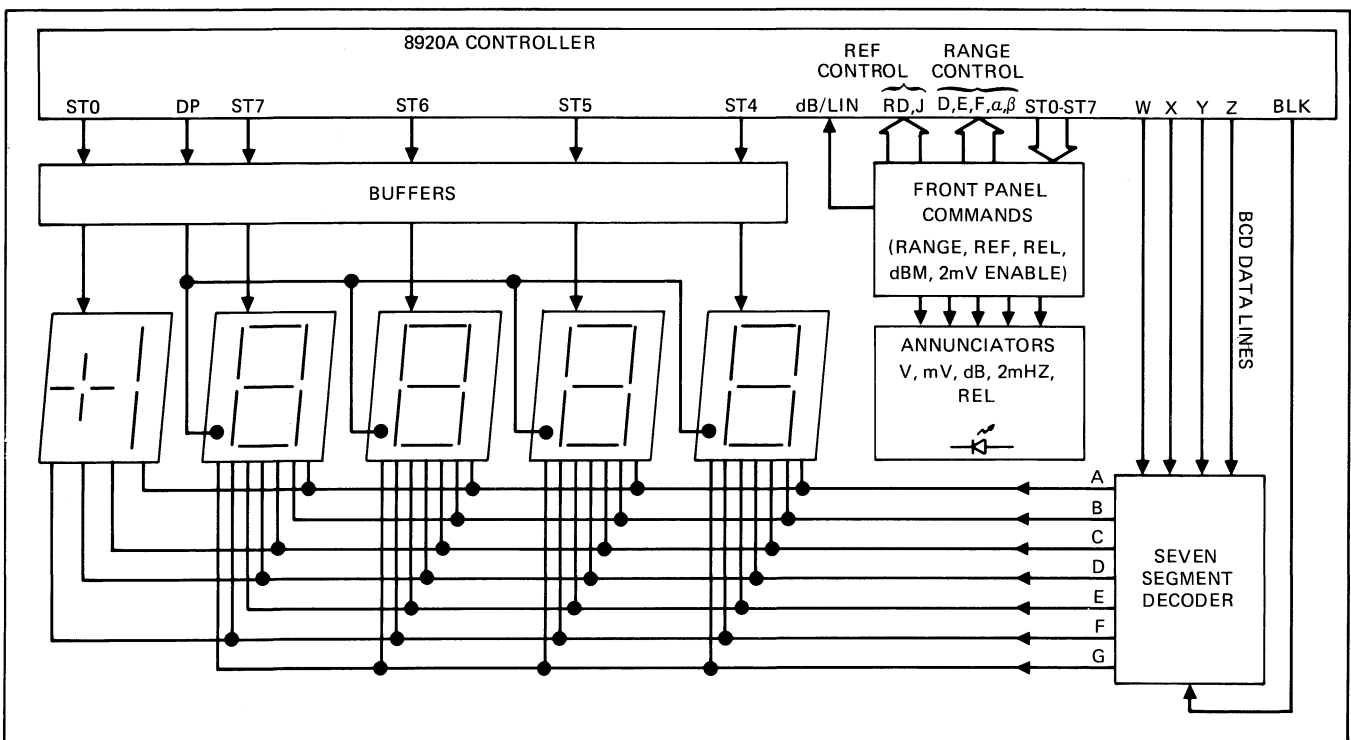 8920A CONTROLLER
REF CONTROL
RANGE CONTROL
ST0 DP ST7 ST6 ST5 ST4 dB/LIN RD,J D,E,F,α,β ST0-ST7 W X Y Z BLK
BUFFERS
FRONT PANEL
COMMANDS
(RANGE, REF, REL,
dBM, 2mV ENABLE)
BCD DATA LINES
ANNUNCIATORS
V, mV, dB, 2mHZ,
REL
A
B
C
D
E
F
G
SEVEN
SEGMENT
DECODER